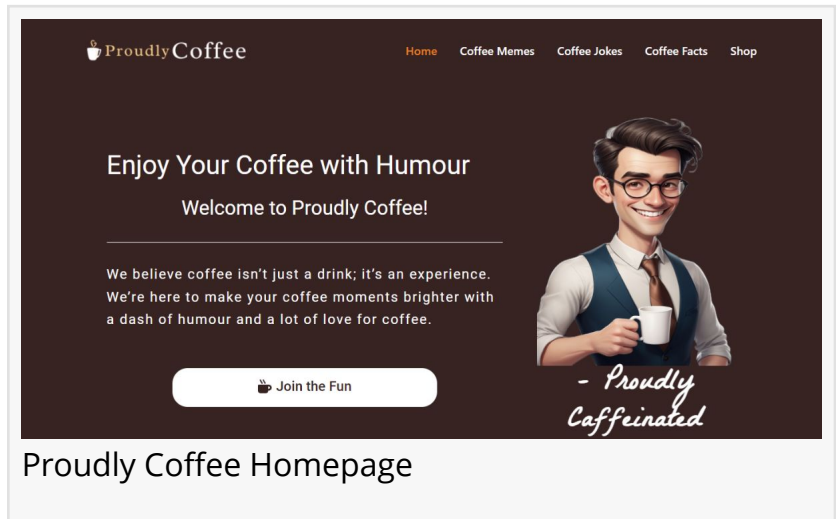 Proudly Coffee
Home Coffee Memes Coffee Jokes Coffee Facts Shop
Enjoy Your Coffee with Humour
Welcome to Proudly Coffee!
We believe coffee isn't just a drink; it's an experience.
We're here to make your coffee moments brighter with
a dash of humour and a lot of love for coffee.
Join the Fun
- Proudly
Caffeinated
Proudly Coffee Homepage